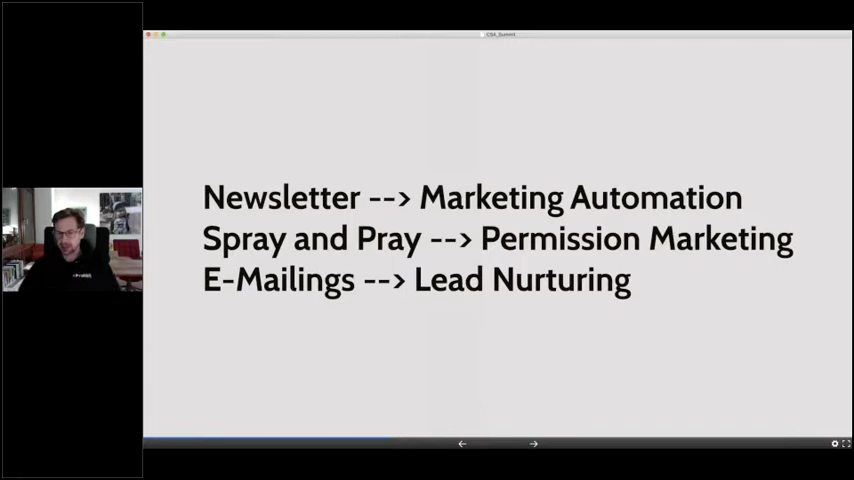 Newsletter --> Marketing Automation
Spray and Pray --> Permission Marketing
E-Mailings --> Lead Nurturing